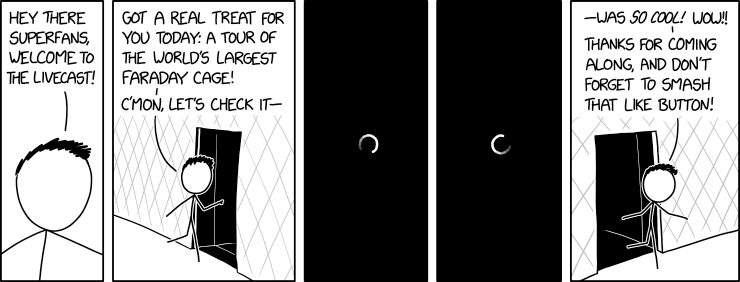 HEY THERE
SUPERFANS,
WELCOME TO
THE LIVECAST!
GOT A REAL TREAT FOR
YOU TODAY: A TOUR OF
THE WORLD'S LARGEST
FARADAY CAGE!
C'MON, LET'S CHECK IT—
—WAS SO COOL! WOW!!
THANKS FOR COMING
ALONG, AND DON'T
FORGET TO SMASH
THAT LIKE BUTTON!